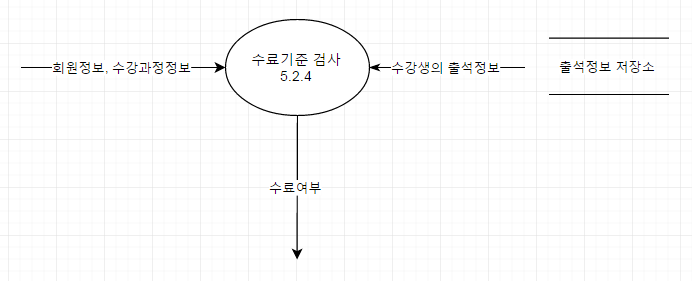 수료기준 검사
5.2.4
회원정보, 수강과정정보
수강생의 출석정보
출석정보 저장소
수료여부